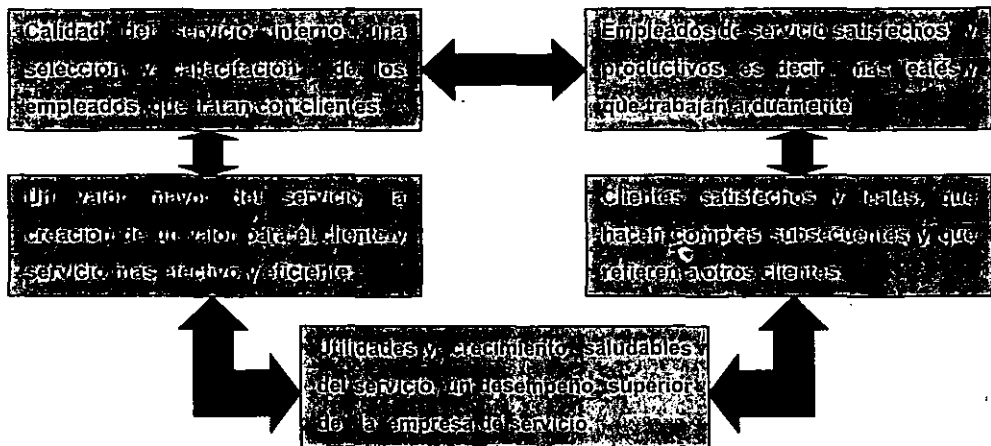 Calidad del servicio interno una
selección y capacitación de los
empleados que tratan con clientes
Empleados de servicio satisfechos y
productivos es decir más leales y
que trabajan arduamente
Un valor mayor del servicio, la
creación de un valor para el cliente y
servicio más efectivo y eficiente.
Clientes satisfechos y leales, que
hacen compras subsecuentes y que
refieren a otros clientes
Utilidades y crecimiento saludables
del servicio, un desempeño superior
de la empresa de servicio